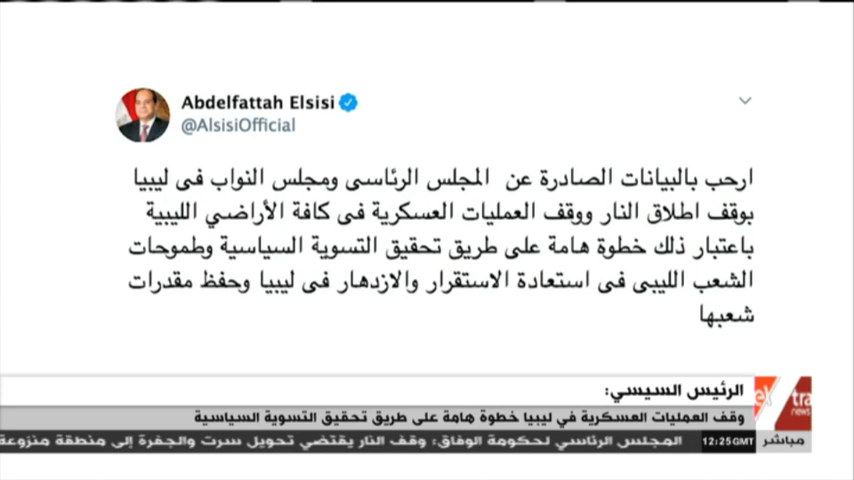 Abdelfattah Elsisi
@AlsisiOfficial
ارحب بالبيانات الصادرة عن المجلس الرئاسى ومجلس النواب فى ليبيا
بوقف اطلاق النار ووقف العمليات العسكرية فى كافة الأراضي الليبية
باعتبار ذلك خطوة هامة على طريق تحقيق التسوية السياسية وطموحات
الشعب الليبى فى استعادة الاستقرار والازدهار فى ليبيا وحفظ مقدرات
شعبها
الرئيس السيسي:
وقف العمليات العسكرية في ليبيا خطوة هامة على طريق تحقيق التسوية السياسية
tra
news
مباشر
12:25GMT
المجلس الرئاسي لحكومة الوفاق: وقف النار يقتضي تحويل سرت والجفرة إلى منطقة منزوعة